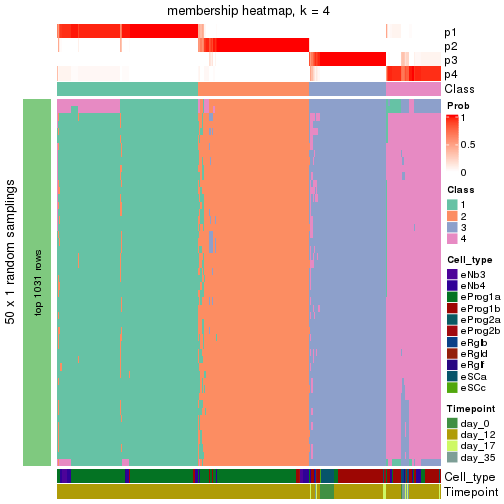 membership heatmap, k = 4
p1
p2
p3
p4
Class
50 x 1 random samplings
top 1031 rows
Prob
1
0.5
0
Class
1
2
3
4
Cell_type
eNb3
eNb4
eProg1a
eProg1b
eProg2a
eProg2b
eRglb
eRgld
eRglf
eSCa
eSCc
Timepoint
day_0
day_12
day_17
day_35
Cell_type
Timepoint